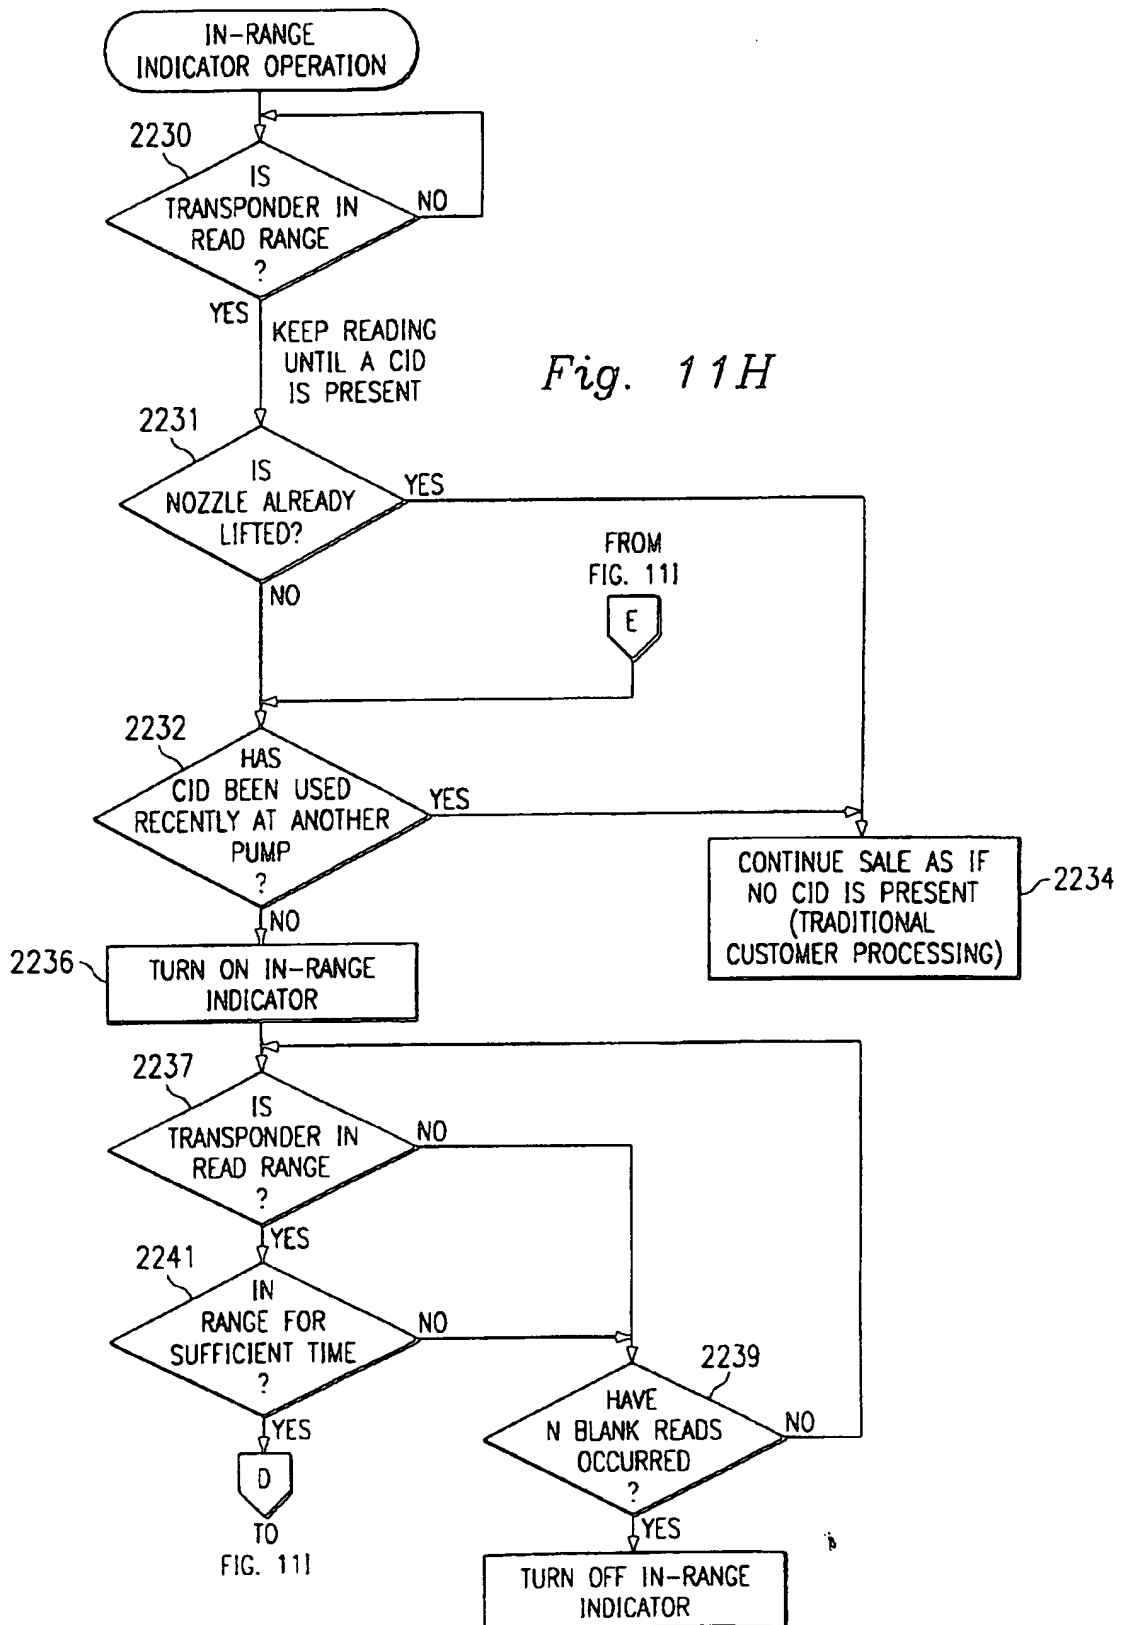 IN-RANGE
INDICATOR OPERATION
2230
IS
TRANSPONDER IN
READ RANGE
?
NO
YES
KEEP READING
UNTIL A CID
IS PRESENT
Fig. 11H
2231
IS
NOZZLE ALREADY
LIFTED?
YES
NO
FROM
FIG. 11I
E
2232
HAS
CID BEEN USED
RECENTLY AT ANOTHER
PUMP
?
YES
NO
CONTINUE SALE AS IF
NO CID IS PRESENT
(TRADITIONAL
CUSTOMER PROCESSING)
2234
2236
TURN ON IN-RANGE
INDICATOR
2237
IS
TRANSPONDER IN
READ RANGE
?
NO
YES
2241
IN
RANGE FOR
SUFFICIENT TIME
?
NO
YES
D
TO
FIG. 11I
2239
HAVE
N BLANK READS
OCCURRED
?
NO
YES
TURN OFF IN-RANGE
INDICATOR